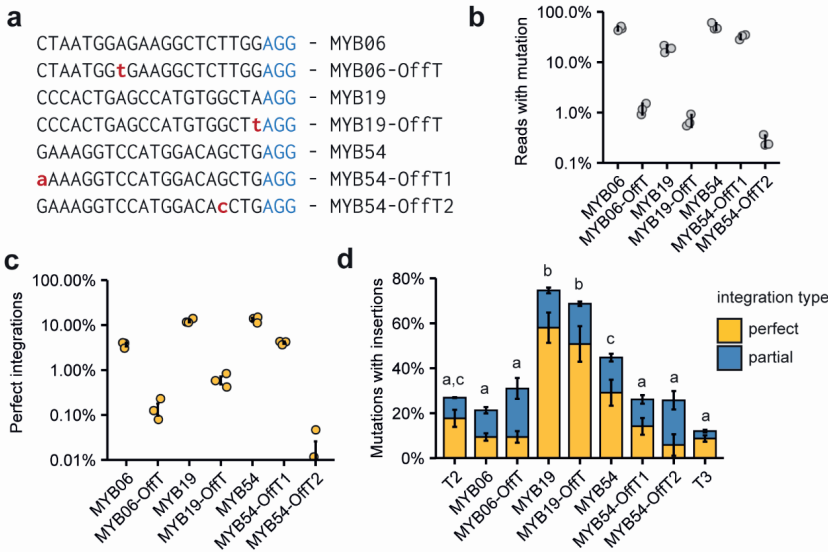 a
CTAATGGAGAAGGCTCTTGGAGG - MYB06
CTAATGGtGAAGGCTCTTGGAGG - MYB06-OffT
CCCACTGAGCCATGTGGCTAAGG - MYB19
CCCACTGAGCCATGTGGCTtAGG - MYB19-OffT
GAAAGGTCCATGGACAGCTGAGG - MYB54
aAAAGGTCCATGGACAGCTGAGG - MYB54-OffT1
GAAAGGTCCATGGACAcCTGAGG - MYB54-OffT2
b
Reads with mutation
100.0%
10.0%
1.0%
0.1%
MYB06
MYB06-OffT
MYB19
MYB19-OffT
MYB54
MYB54-OffT1
MYB54-OffT2
c
Perfect integrations
100.00%
10.00%
1.00%
0.10%
0.01%
MYB06
MYB06-OffT
MYB19
MYB19-OffT
MYB54
MYB54-OffT1
MYB54-OffT2
d
Mutations with insertions
80%
60%
40%
20%
0%
a,c
a
a
b
b
c
a
a
a
T2
MYB06
MYB06-OffT
MYB19
MYB19-OffT
MYB54
MYB54-OffT1
MYB54-OffT2
T3
integration type
perfect
partial